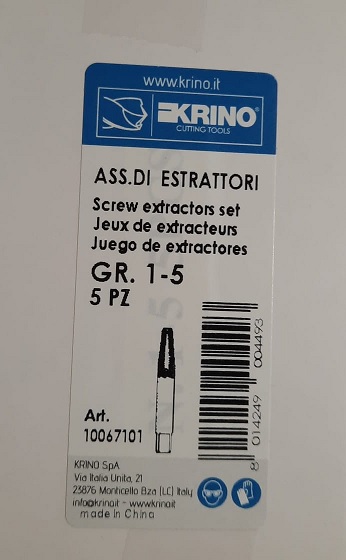 www.krino.it
KRINO®
CUTTING TOOLS
ASS.DI ESTRATTORI
Screw extractors set
Jeux de extracteurs
Juego de extractores
GR. 1-5
5 PZ
Art.
10067101
8 014249 004493
KRINO SpA
Via Italia Unita, 21
23876 Monticello Bza (LC) Italy
info@krino.it - www.krino.it
made in China